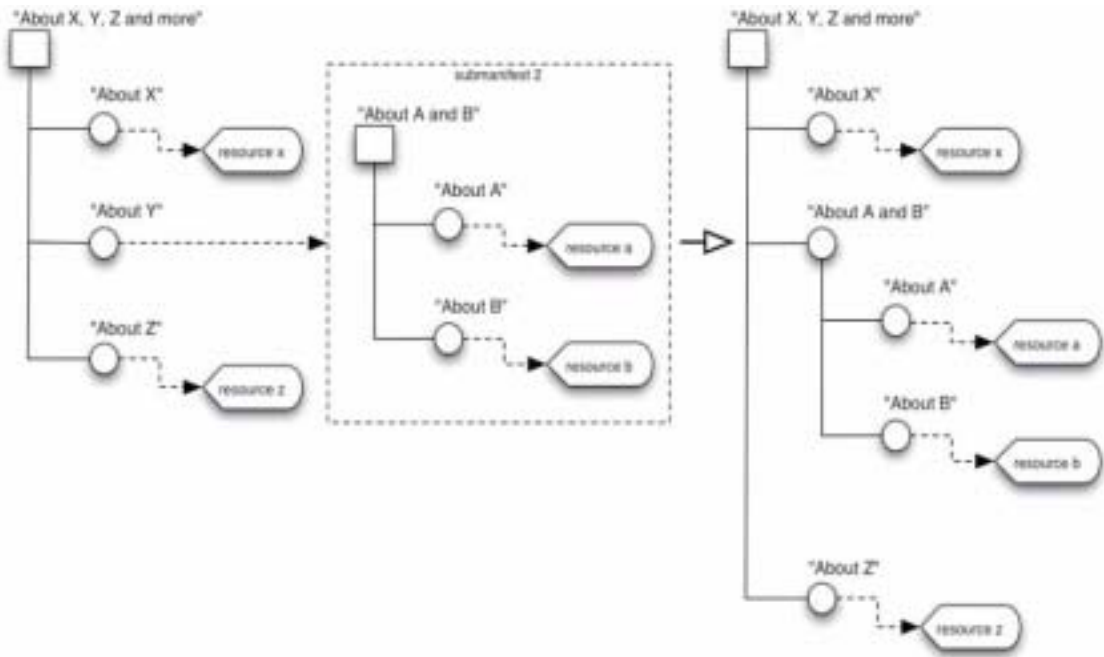 "About X, Y, Z and more"
"About X"
resource x
"About Y"
"About Z"
resource z
submanifest 2
"About A and B"
"About A"
resource a
"About B"
resource b
"About X, Y, Z and more"
"About X"
resource x
"About A and B"
"About A"
resource a
"About B"
resource b
"About Z"
resource z